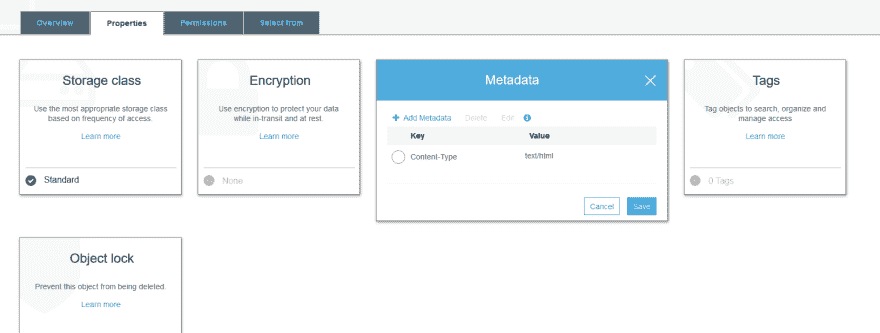 Overview
Properties
Permissions
Select from
Storage class
Use the most appropriate storage class
based on frequency of access.
Learn more
Standard
Encryption
Use encryption to protect your data
while in-transit and at rest
Learn more
None
Metadata
Add Metadata
Delete
Edit
Key
Value
Content-Type
text/html
Cancel
Save
Tags
Tag objects to search, organize and
manage access
Learn more
0 Tags
Object lock
Prevent this object from being deleted.
Learn more